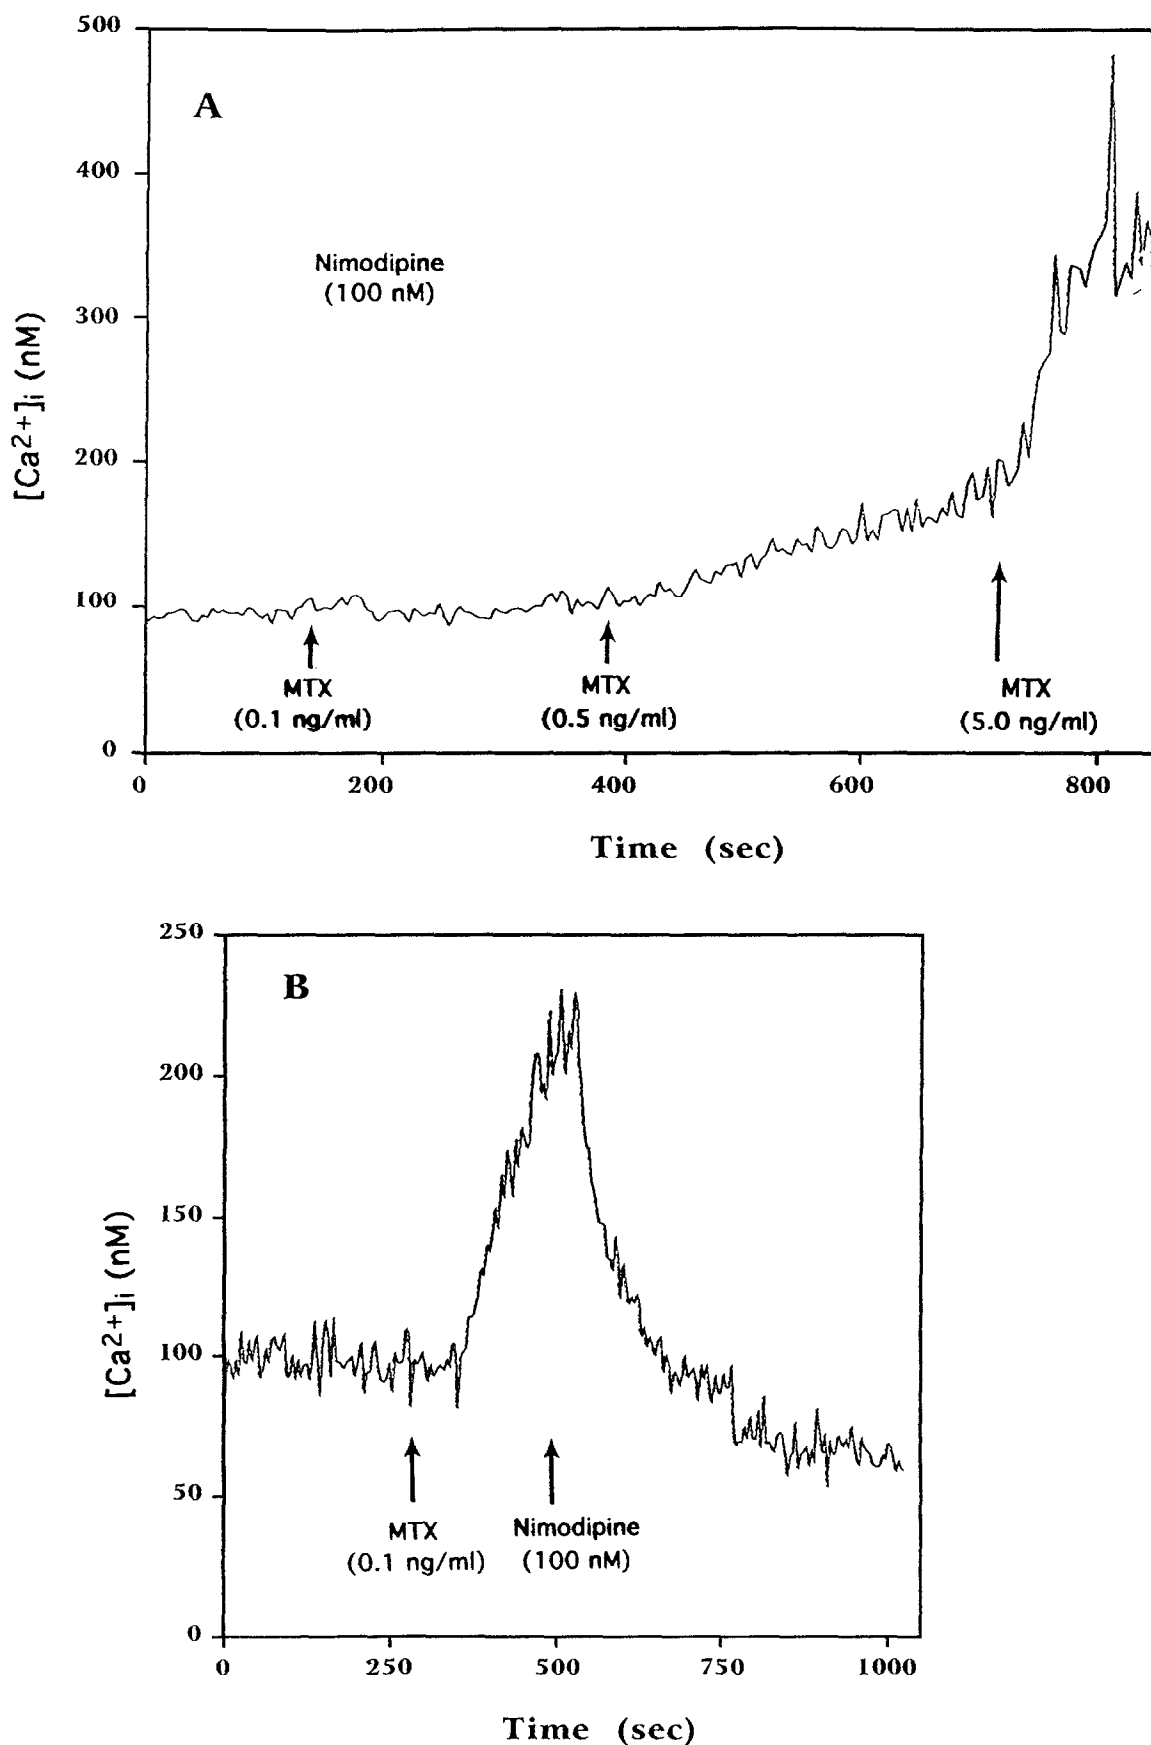 500
A
400
Nimodipine
(100 nM)
300
[Ca2+]i (nM)
200
100
MTX
(0.1 ng/ml)
MTX
(0.5 ng/ml)
MTX
(5.0 ng/ml)
0
0 200 400 600 800
Time (sec)
250
B
200
150
[Ca2+]i (nM)
100
50
MTX
(0.1 ng/ml)
Nimodipine
(100 nM)
0
0 250 500 750 1000
Time (sec)